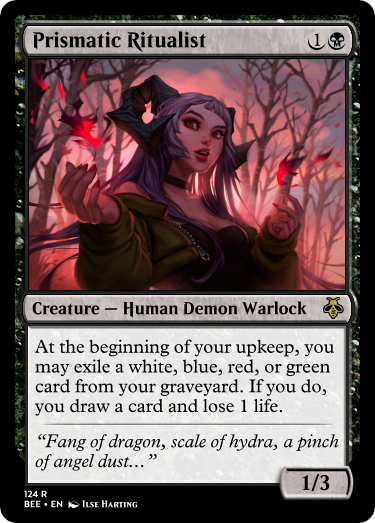 Prismatic Ritualist 1
Creature — Human Demon Warlock
At the beginning of your upkeep, you
may exile a white, blue, red, or green
card from your graveyard. If you do,
you draw a card and lose 1 life.
“Fang of dragon, scale of hydra, a pinch
of angel dust…”
1/3
124 R
BEE • EN Ilse Harting